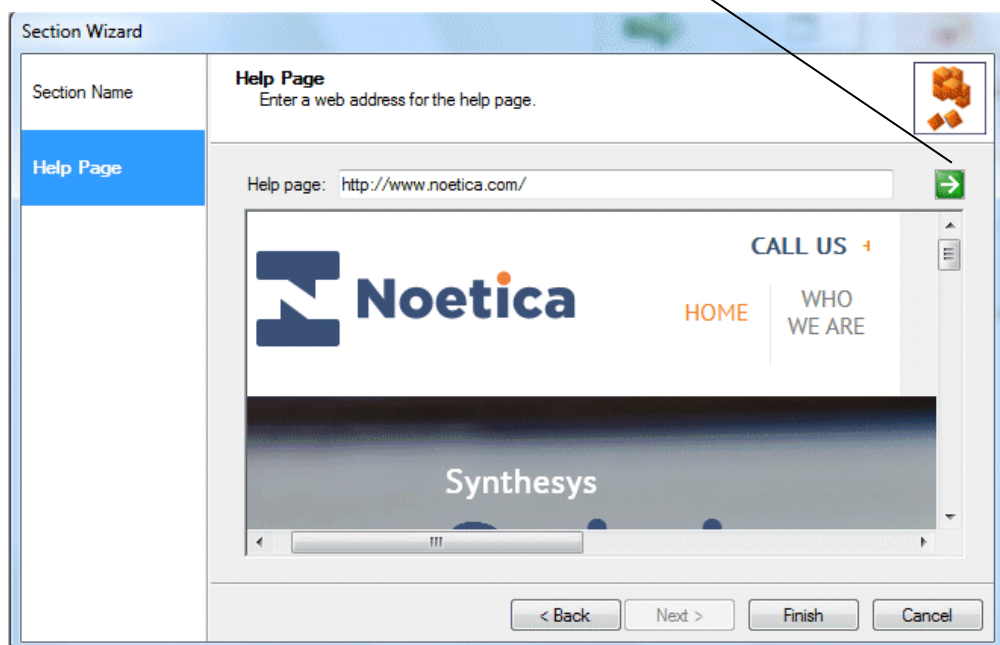 Section Wizard
Section Name
Help Page
Help Page
Enter a web address for the help page.
Help page: http://www.noetica.com/
CALL US
Noetica
HOME
WHO
WE ARE
Synthesys
< Back
Next >
Finish
Cancel